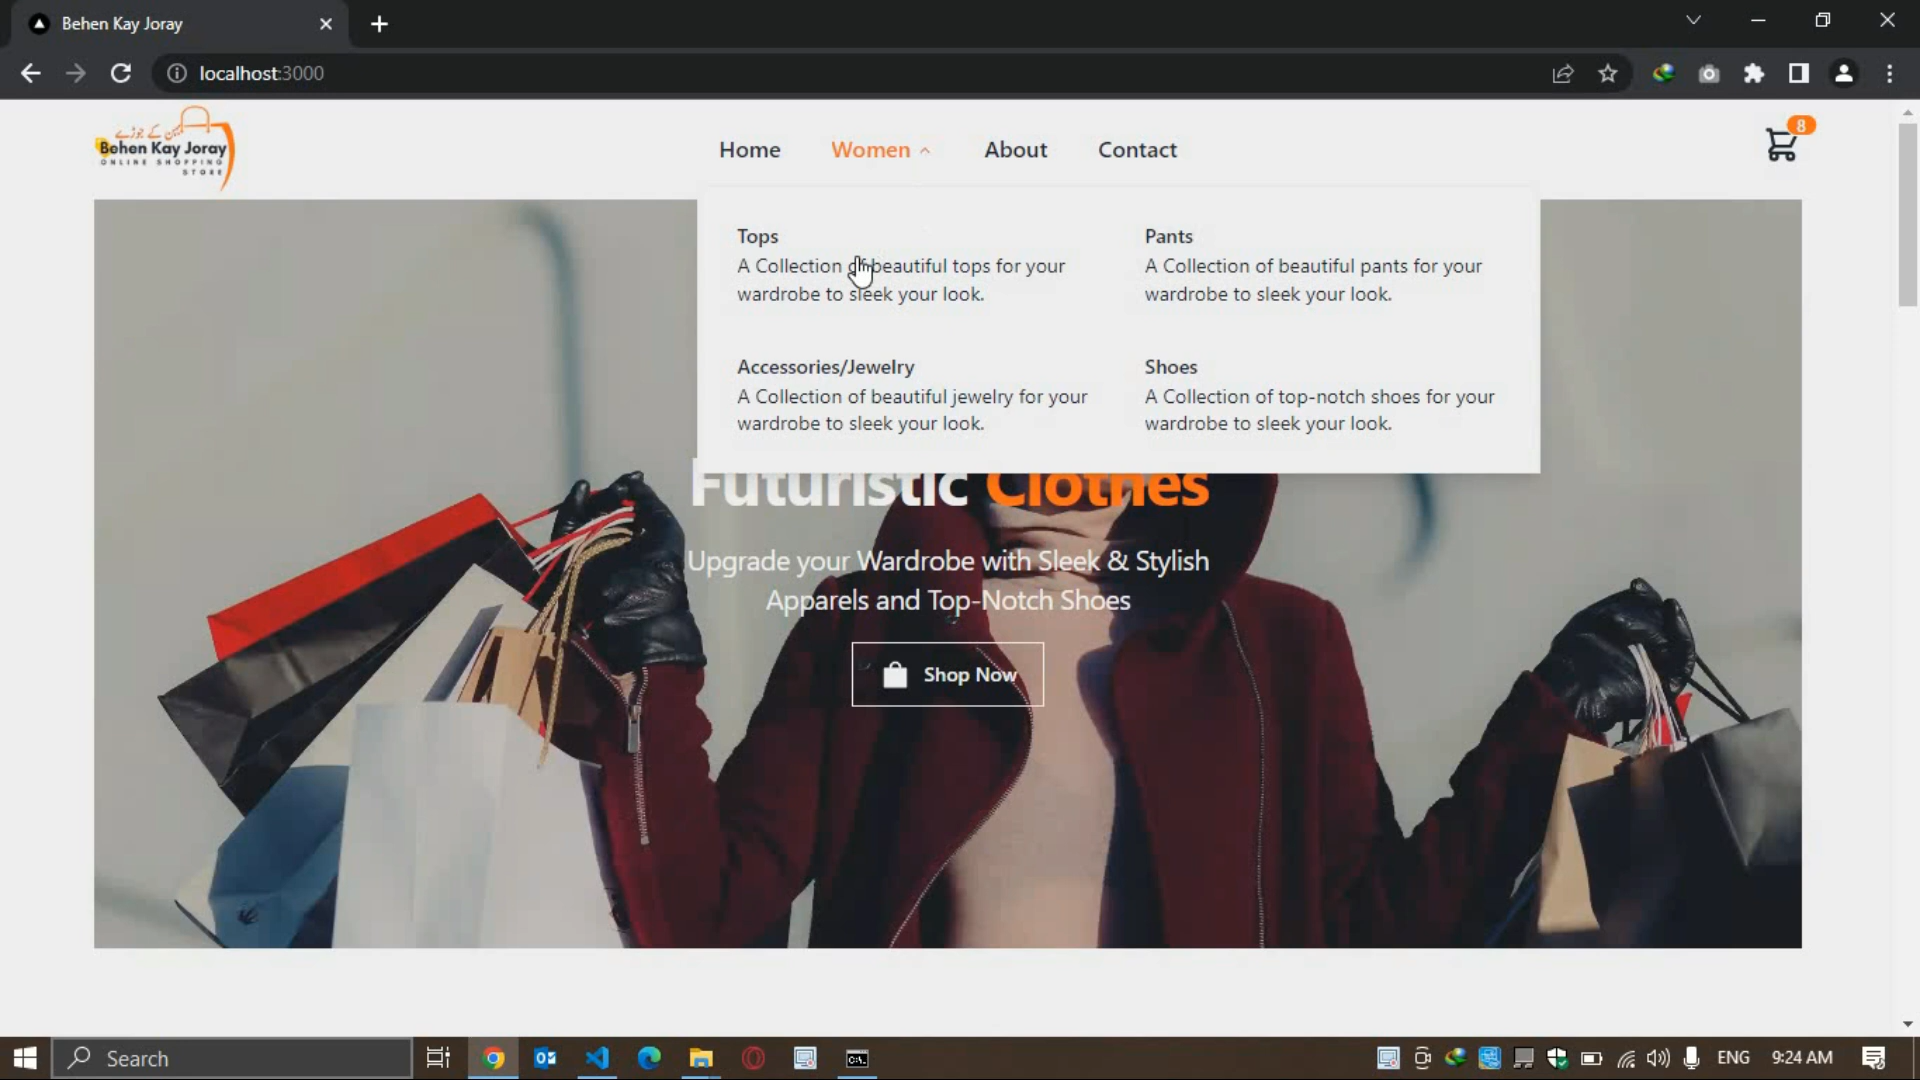 Behen Kay Joray
localhost:3000
بہن کے جوڑے
Behen Kay Joray
ONLINE SHOPPING
STORE
Home
Women
About
Contact
8
Tops
A Collection of beautiful tops for your
wardrobe to sleek your look.
Pants
A Collection of beautiful pants for your
wardrobe to sleek your look.
Accessories/Jewelry
A Collection of beautiful jewelry for your
wardrobe to sleek your look.
Shoes
A Collection of top-notch shoes for your
wardrobe to sleek your look.
Futuristic Clothes
Upgrade your Wardrobe with Sleek & Stylish
Apparels and Top-Notch Shoes
Shop Now
Search
ENG
9:24 AM